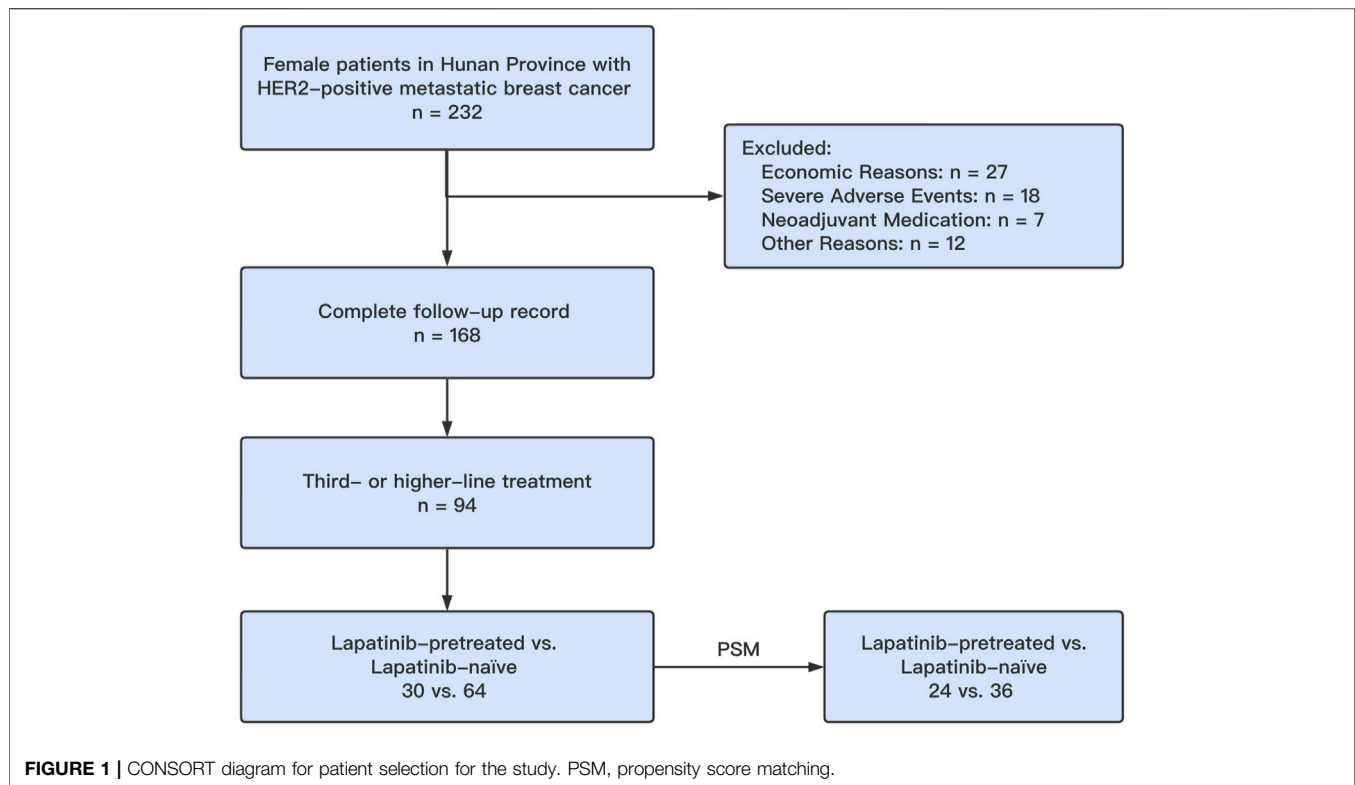 Female patients in Hunan Province with
HER2–positive metastatic breast cancer
n = 232
Excluded:
Economic Reasons: n = 27
Severe Adverse Events: n = 18
Neoadjuvant Medication: n = 7
Other Reasons: n = 12
Complete follow–up record
n = 168
Third– or higher–line treatment
n = 94
Lapatinib–pretreated vs.
Lapatinib–naïve
30 vs. 64
PSM
Lapatinib–pretreated vs.
Lapatinib–naïve
24 vs. 36
FIGURE 1 | CONSORT diagram for patient selection for the study. PSM, propensity score matching.